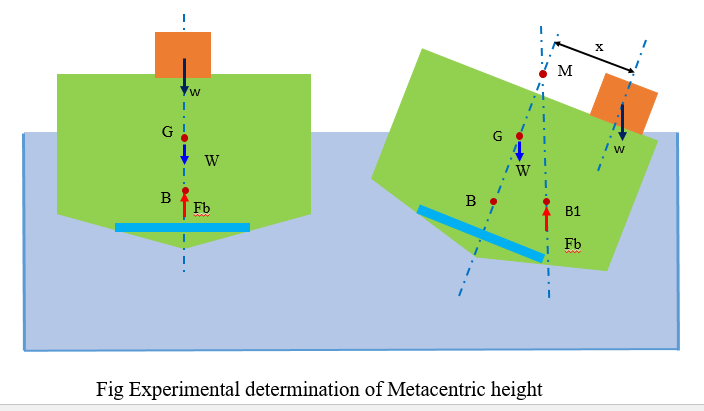 w
G
W
B
Fb
x
M
w
G
W
B
B1
Fb
Fig Experimental determination of Metacentric height